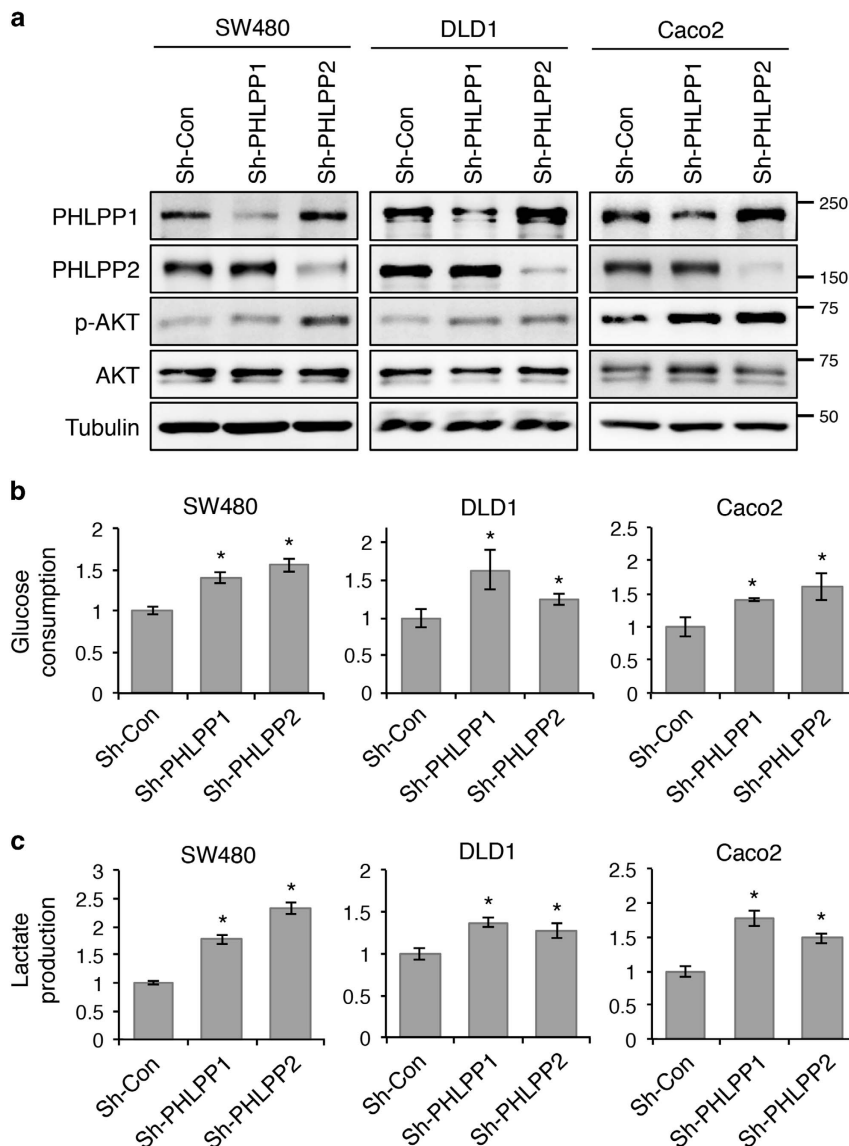 a
SW480 DLD1 Caco2
Sh-Con Sh-PHLPP1 Sh-PHLPP2 Sh-Con Sh-PHLPP1 Sh-PHLPP2 Sh-Con Sh-PHLPP1 Sh-PHLPP2
PHLPP1 250
PHLPP2 150
p-AKT 75
AKT 75
Tubulin 50
b
SW480 DLD1 Caco2
Glucose
consumption
2 2 2.5
* * * * * *
1.5 1.5 2
1 1 1.5
0.5 0.5 1
0 0 0.5
0
Sh-Con Sh-PHLPP1 Sh-PHLPP2 Sh-Con Sh-PHLPP1 Sh-PHLPP2 Sh-Con Sh-PHLPP1 Sh-PHLPP2
c
SW480 DLD1 Caco2
Lactate
production
3 2 2.5
* * * * * *
2.5 1.5 2
2 1 1.5
1.5 0.5 1
1 0 0.5
0.5 0
0
Sh-Con Sh-PHLPP1 Sh-PHLPP2 Sh-Con Sh-PHLPP1 Sh-PHLPP2 Sh-Con Sh-PHLPP1 Sh-PHLPP2